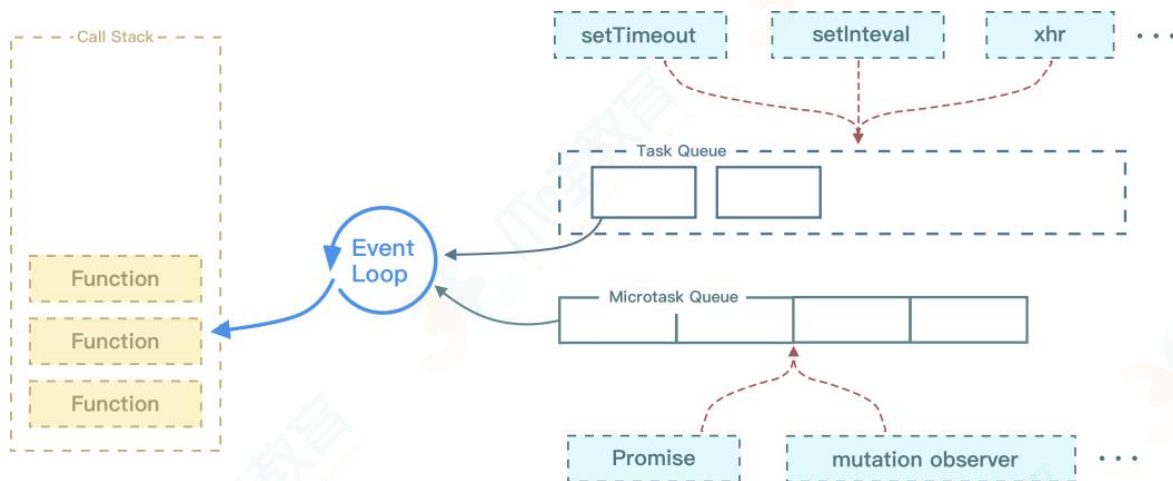 Call Stack
setTimeout
setInteval
xhr
Task Queue
Event
Loop
Function
Function
Function
Microtask Queue
Promise
mutation observer